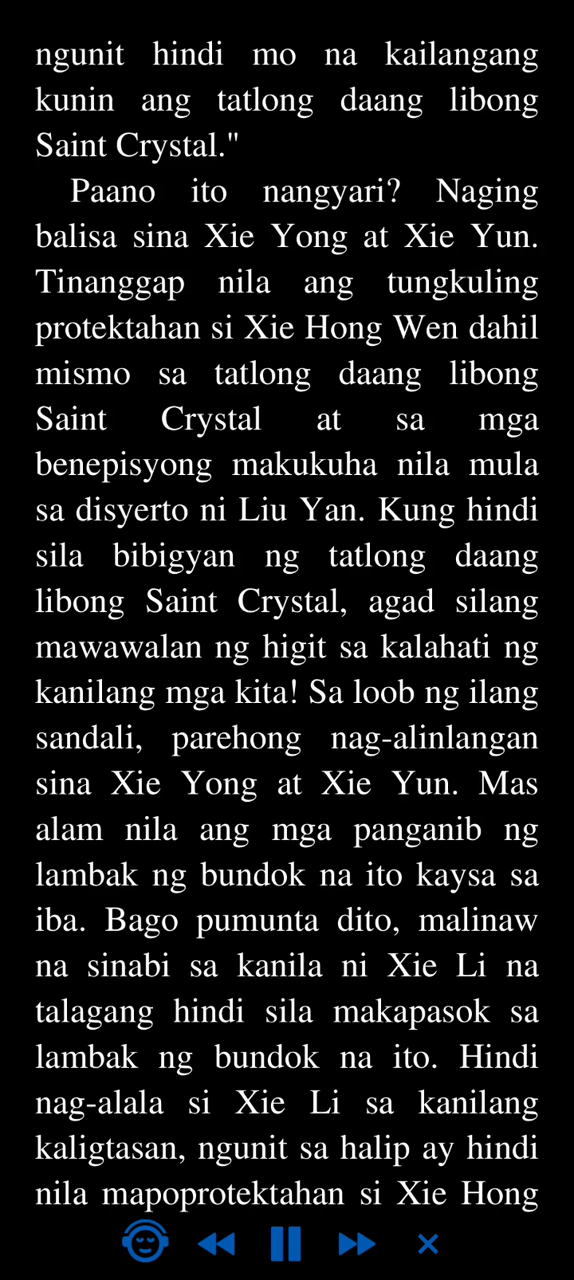 ngunit hindi mo na kailangang
kunin ang tatlong daang libong
Saint Crystal."
Paano ito nangyari? Naging
balisa sina Xie Yong at Xie Yun.
Tinanggap nila ang tungkuling
protektahan si Xie Hong Wen dahil
mismo sa tatlong daang libong
Saint Crystal at sa mga
benepisyong makukuha nila mula
sa disyerto ni Liu Yan. Kung hindi
sila bibigyan ng tatlong daang
libong Saint Crystal, agad silang
mawawalan ng higit sa kalahati ng
kanilang mga kita! Sa loob ng ilang
sandali, parehong nag-alinlangan
sina Xie Yong at Xie Yun. Mas
alam nila ang mga panganib ng
lambak ng bundok na ito kaysa sa
iba. Bago pumunta dito, malinaw
na sinabi sa kanila ni Xie Li na
talagang hindi sila makapasok sa
lambak ng bundok na ito. Hindi
nag-alala si Xie Li sa kanilang
kaligtasan, ngunit sa halip ay hindi
nila mapoprotektahan si Xie Hong